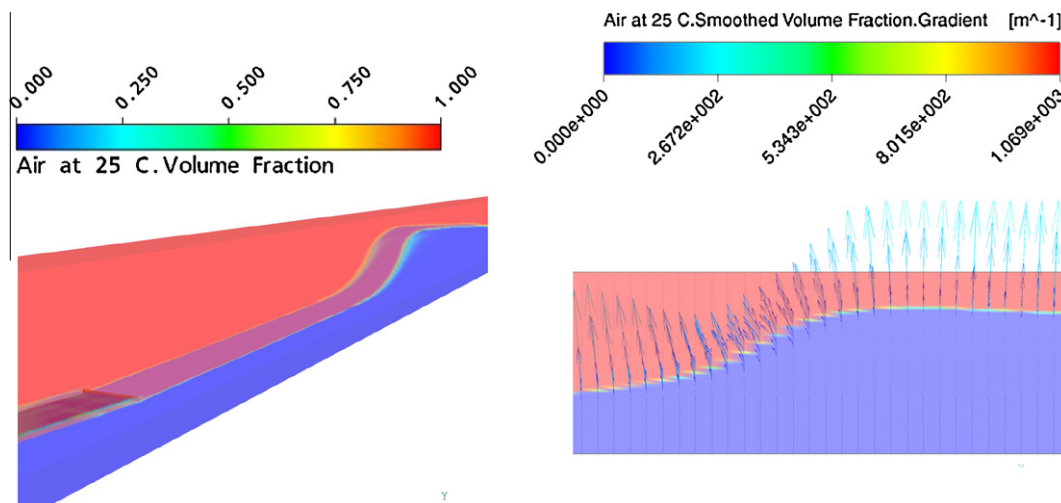 0.000
0.250
0.500
0.750
1.000
Air at 25 C.Volume Fraction
Y
Air at 25 C.Smoothed Volume Fraction.Gradient [m^-1]
0.000e+000
2.672e+002
5.343e+002
8.015e+002
1.069e+003